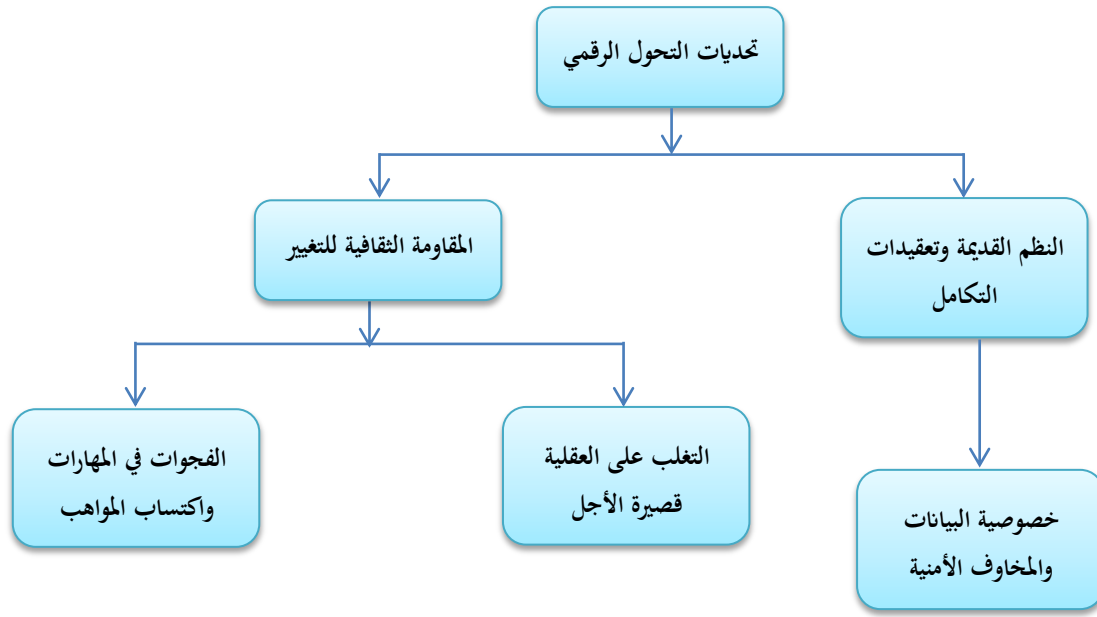 تحديات التحول الرقمي
النظم القديمة وتعقيدات
التكامل
المقاومة الثقافية للتغيير
خصوصية البيانات
والمخاوف الأمنية
التغلب على العقلية
قصيرة الأجل
الفجوات في المهارات
واكتساب المواهب